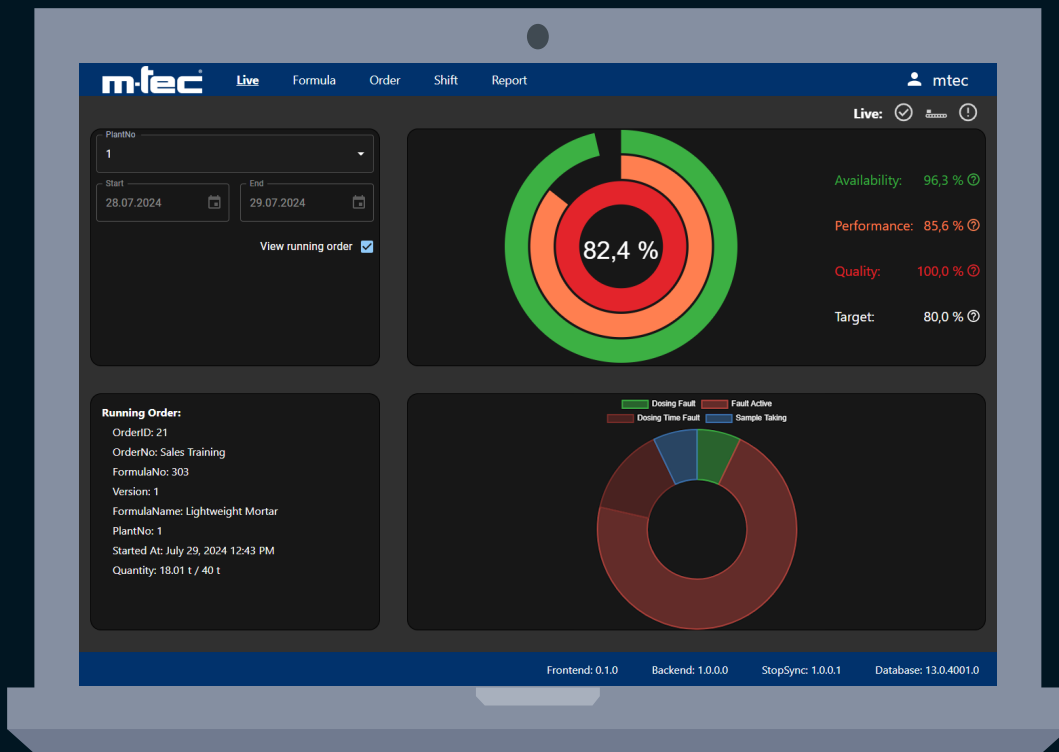 m-tec Live Formula Order Shift Report mtec
Live:
PlantNo
1
Start End
28.07.2024 29.07.2024
View running order
82,4 %
Availability: 96,3 %
Performance: 85,6 %
Quality: 100,0 %
Target: 80,0 %
Running Order:
OrderID: 21
OrderNo: Sales Training
FormulaNo: 303
Version: 1
FormulaName: Lightweight Mortar
PlantNo: 1
Started At: July 29, 2024 12:43 PM
Quantity: 18.01 t / 40 t
Dosing Fault Fault Active
Dosing Time Fault Sample Taking
Frontend: 0.1.0 Backend: 1.0.0.0 StopSync: 1.0.0.1 Database: 13.0.4001.0